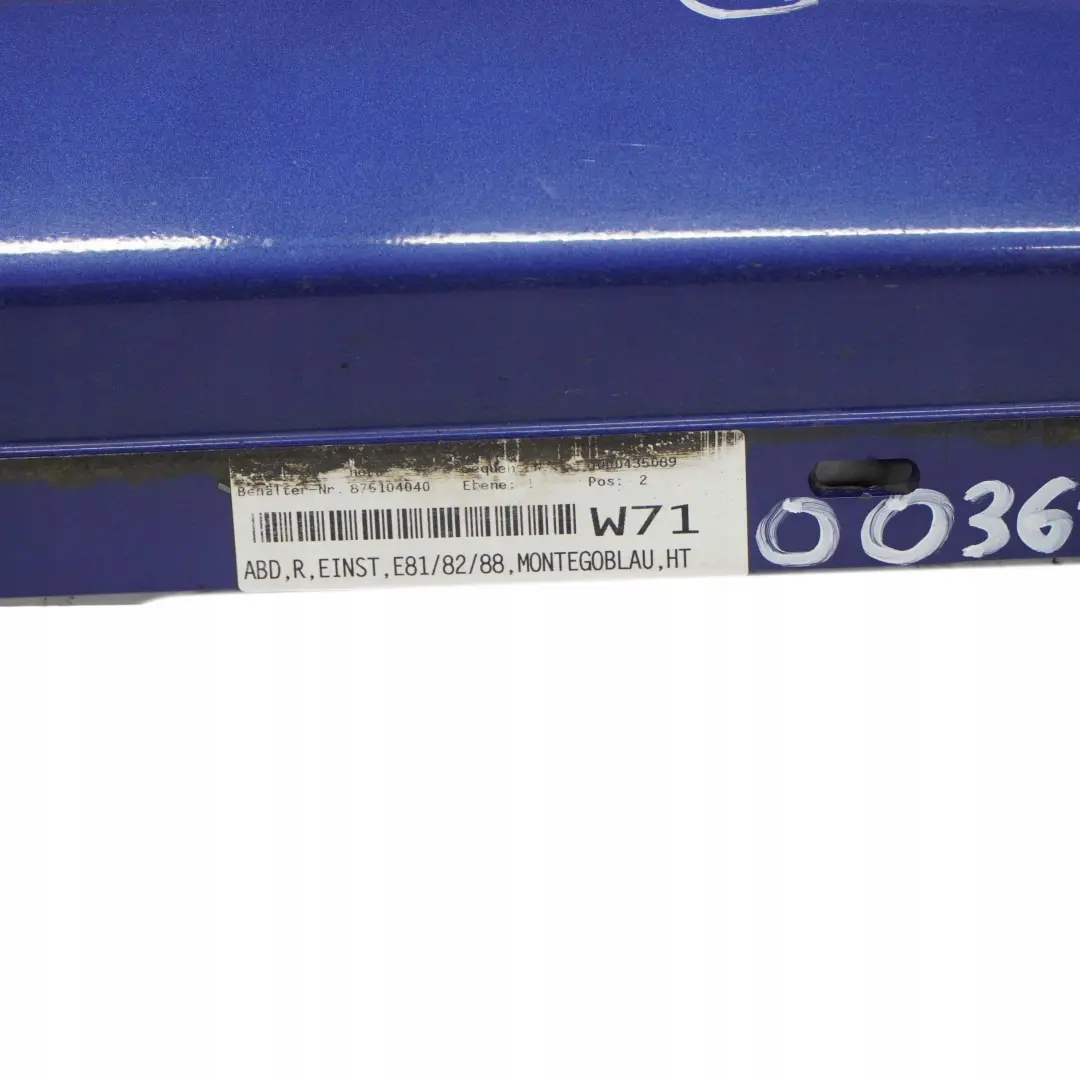 Behälter-Nr. 876104040 Ebene: 1 Pos: 2
W71
ABD,R,EINST,E81/82/88,MONTEGOBLAU,HT
0036